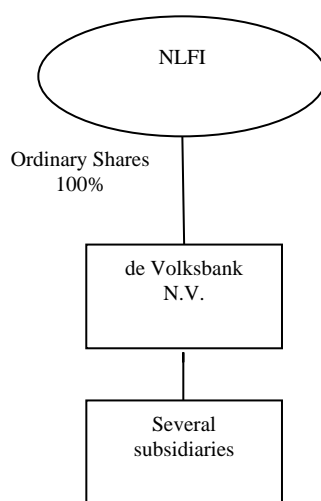 NLFI
Ordinary Shares
100%
de Volksbank
N.V.
Several
subsidiaries